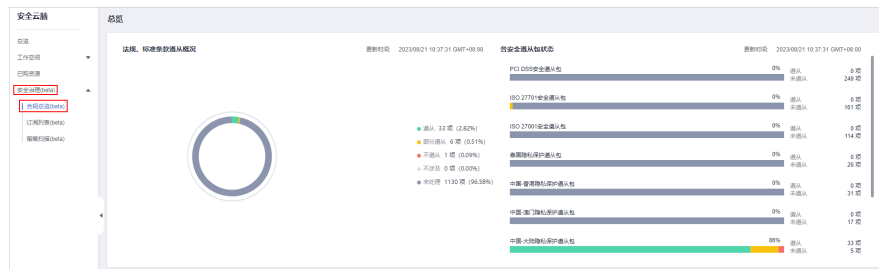 安全云脑
总览
总览
工作空间
已购资源
安全治理(beta)
合规总览(beta)
订阅列表(beta)
策略扫描(beta)
法规、标准条款遵从概况
更新时间: 2023/08/21 10:37:31 GMT+08:00
遵从 33 项 (2.82%)
部分遵从 6 项 (0.51%)
不遵从 1 项 (0.09%)
不涉及 0 项 (0.00%)
未处理 1130 项 (96.58%)
各安全遵从包状态
更新时间: 2023/08/21 10:37:31 GMT+08:00
PCI DSS安全遵从包 0% 遵从 0 项
未遵从 249 项
ISO 27701安全遵从包 0% 遵从 0 项
未遵从 161 项
ISO 27001安全遵从包 0% 遵从 0 项
未遵从 114 项
泰国隐私保护遵从包 0% 遵从 0 项
未遵从 26 项
中国-香港隐私保护遵从包 0% 遵从 0 项
未遵从 31 项
中国-澳门隐私保护遵从包 0% 遵从 0 项
未遵从 17 项
中国-大陆隐私保护遵从包 86% 遵从 33 项
未遵从 5 项